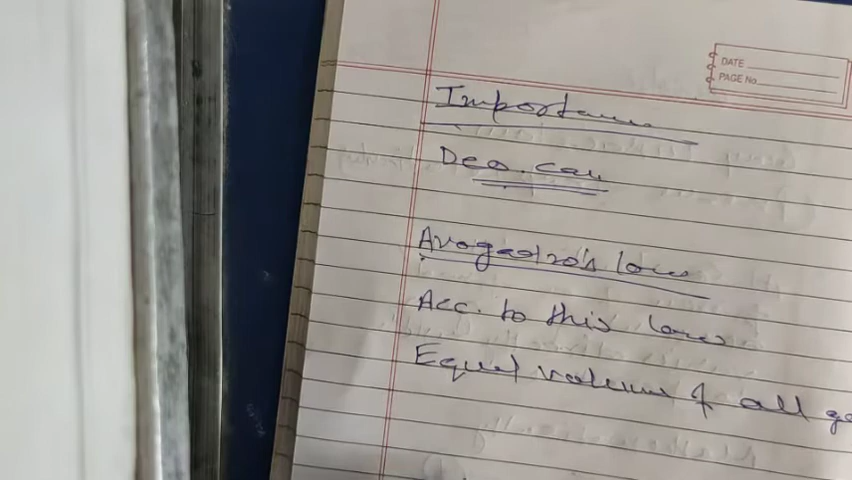 DATE
PAGE No
Importance
Avogadro's law
Acc. to this law
Equal volume of all